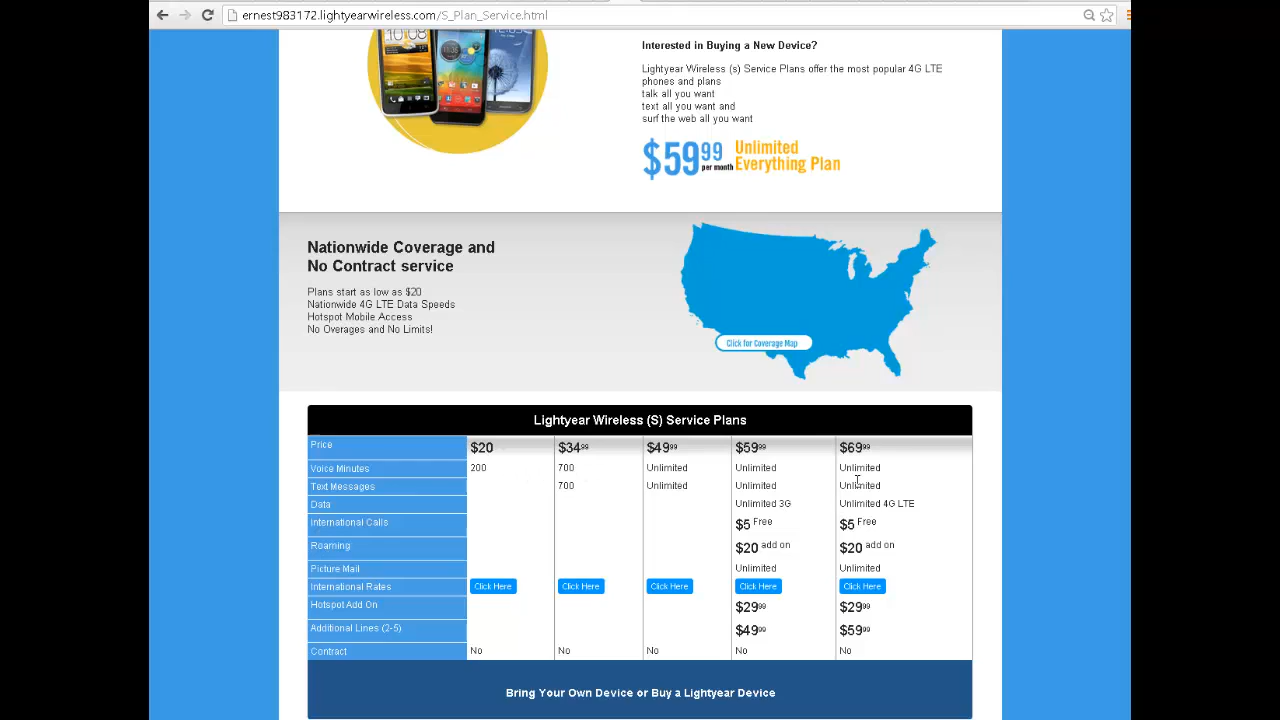 ernest983172.lightyearwireless.com/S_Plan_Service.html
Interested in Buying a New Device?
Lightyear Wireless (s) Service Plans offer the most popular 4G LTE
phones and plans
talk all you want
text all you want and
surf the web all you want
$59.99 per month Unlimited
Everything Plan
Nationwide Coverage and
No Contract service
Plans start as low as $20
Nationwide 4G LTE Data Speeds
Hotspot Mobile Access
No Overages and No Limits!
Click for Coverage Map
Lightyear Wireless (S) Service Plans
Price $20 $34.99 $49.99 $59.99 $69.99
Voice Minutes 200 700 Unlimited Unlimited Unlimited
Text Messages 700 Unlimited Unlimited Unlimited
Data Unlimited 3G Unlimited 4G LTE
International Calls $5 Free $5 Free
Roaming $20 add on $20 add on
Picture Mail Unlimited Unlimited
International Rates Click Here Click Here Click Here Click Here Click Here
Hotspot Add On $29.99 $29.99
Additional Lines (2-5) $49.99 $59.99
Contract No No No No No
Bring Your Own Device or Buy a Lightyear Device